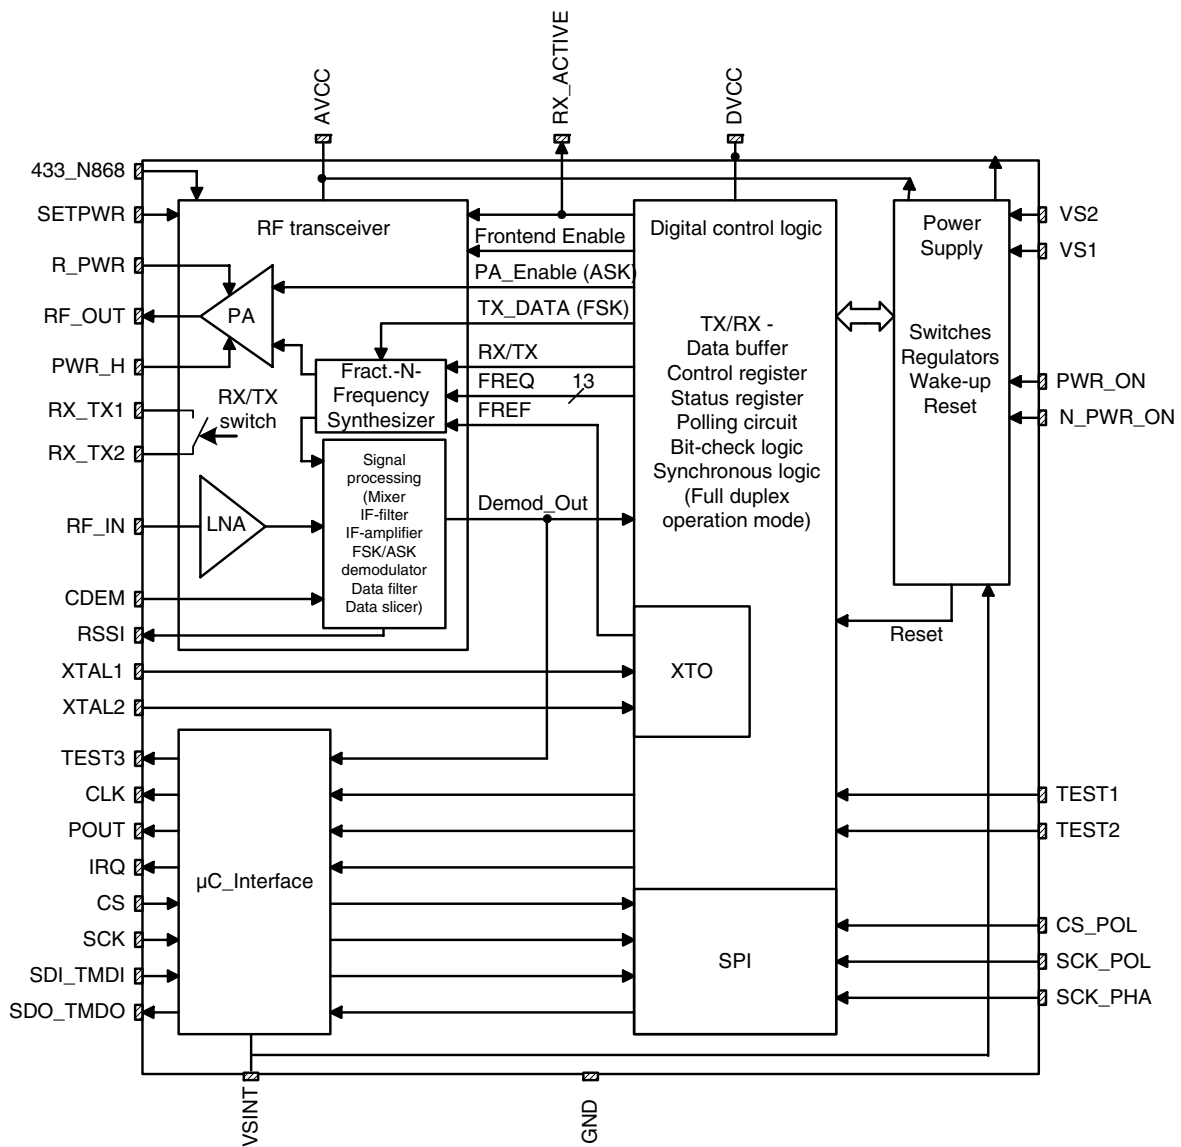 AVCC
RX_ACTIVE
DVCC
433_N868
SETPWR
R_PWR
RF_OUT
PWR_H
RX_TX1
RX_TX2
RF_IN
CDEM
RSSI
XTAL1
XTAL2
TEST3
CLK
POUT
IRQ
CS
SCK
SDI_TMDI
SDO_TMDO
RF transceiver
PA
RX/TX
switch
LNA
Fract.-N-
Frequency
Synthesizer
Signal
processing
(Mixer
IF-filter
IF-amplifier
FSK/ASK
demodulator
Data filter
Data slicer)
Frontend Enable
PA_Enable (ASK)
TX_DATA (FSK)
RX/TX
FREQ
13
FREF
Demod_Out
Digital control logic
TX/RX -
Data buffer
Control register
Status register
Polling circuit
Bit-check logic
Synchronous logic
(Full duplex
operation mode)
XTO
SPI
µC_Interface
Power
Supply
Switches
Regulators
Wake-up
Reset
Reset
VS2
VS1
PWR_ON
N_PWR_ON
TEST1
TEST2
CS_POL
SCK_POL
SCK_PHA
VSINT
GND